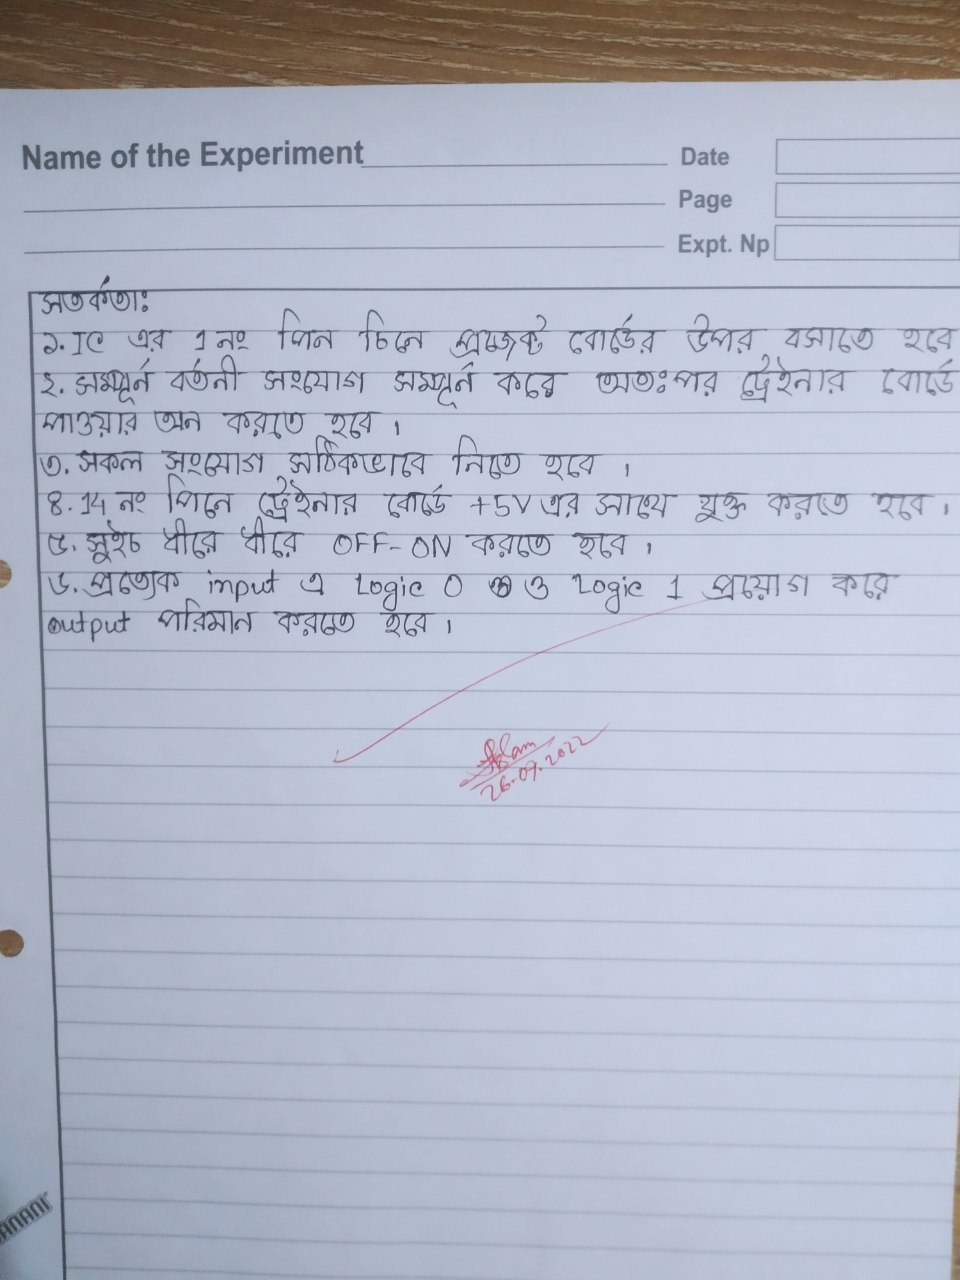 Name of the Experiment
Date
Page
Expt. Np
সতর্কতাঃ
১. IC এর 1 নং পিন চিনে প্রজেক্ট বোর্ডের উপর বসাতে হবে
২. সম্পূর্ন বর্তনী সংযোগ সম্পূর্ন করে অতঃপর ট্রেইনার বোর্ডে
পাওয়ার অন করতে হবে।
৩. সকল সংযোগ সঠিকভাবে নিতে হবে।
৪. 14 নং পিনে ট্রেইনার বোর্ডে +5V এর সাথে যুক্ত করতে হবে।
৫. সুইচ ধীরে ধীরে OFF-ON করতে হবে।
৬. প্রত্যেক input এ Logic 0 ও Logic 1 প্রয়োগ করে
output পরিমান করতে হবে।
26.09.2022